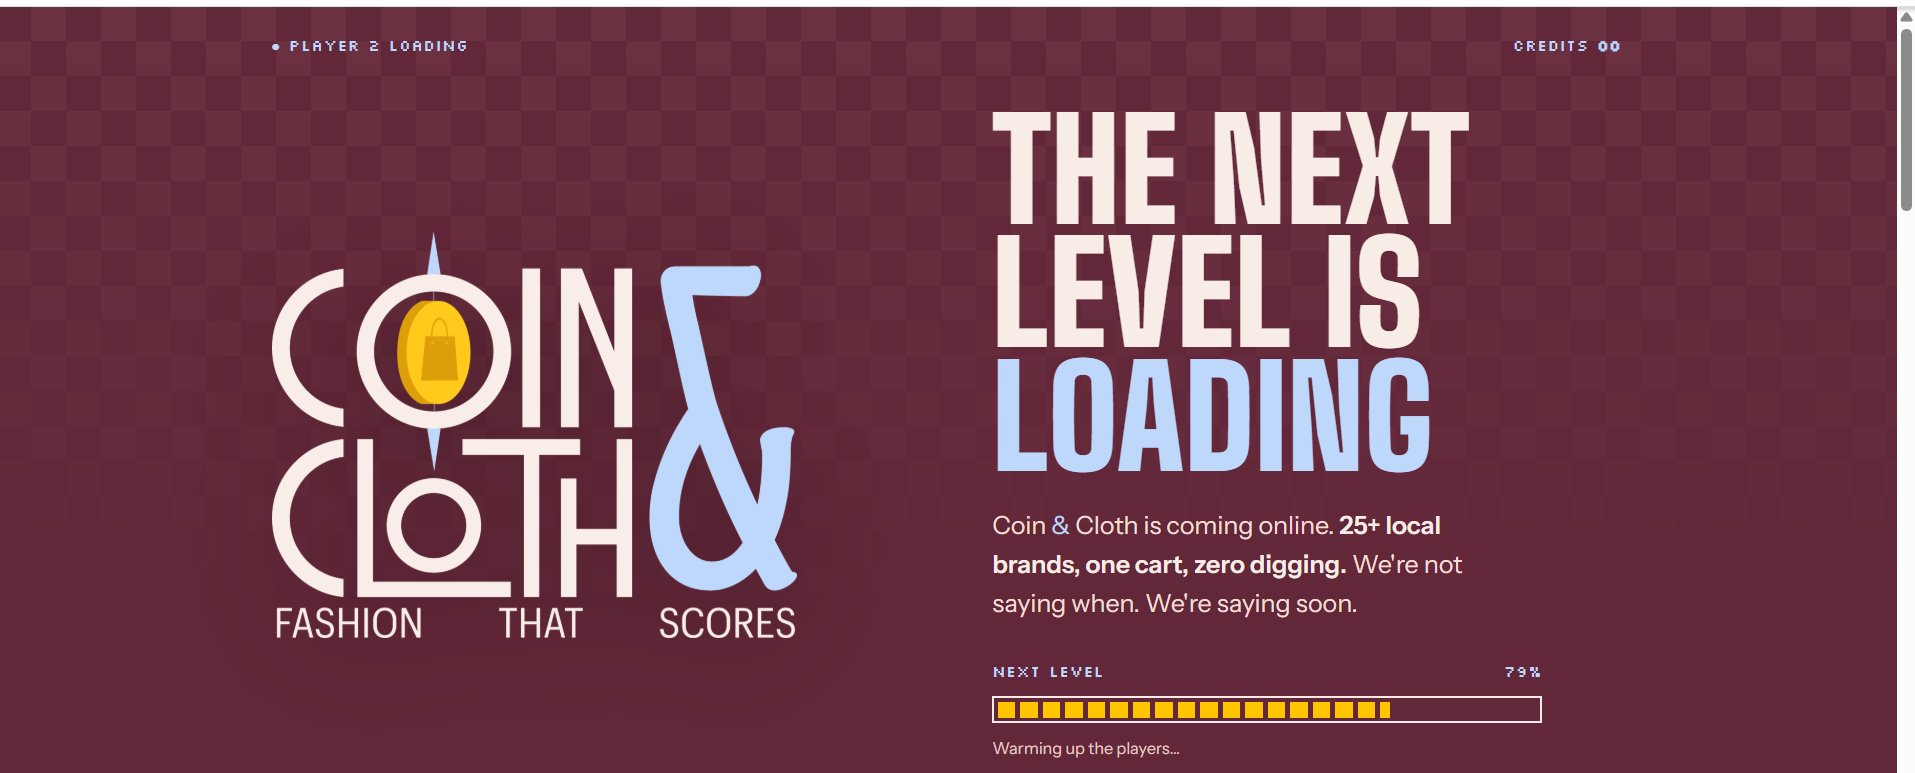 PLAYER 2 LOADING
CREDITS 00
COIN &
CLOTH
FASHION THAT SCORES
THE NEXT
LEVEL IS
LOADING
Coin & Cloth is coming online. 25+ local
brands, one cart, zero digging. We're not
saying when. We're saying soon.
NEXT LEVEL 79%
Warming up the players...